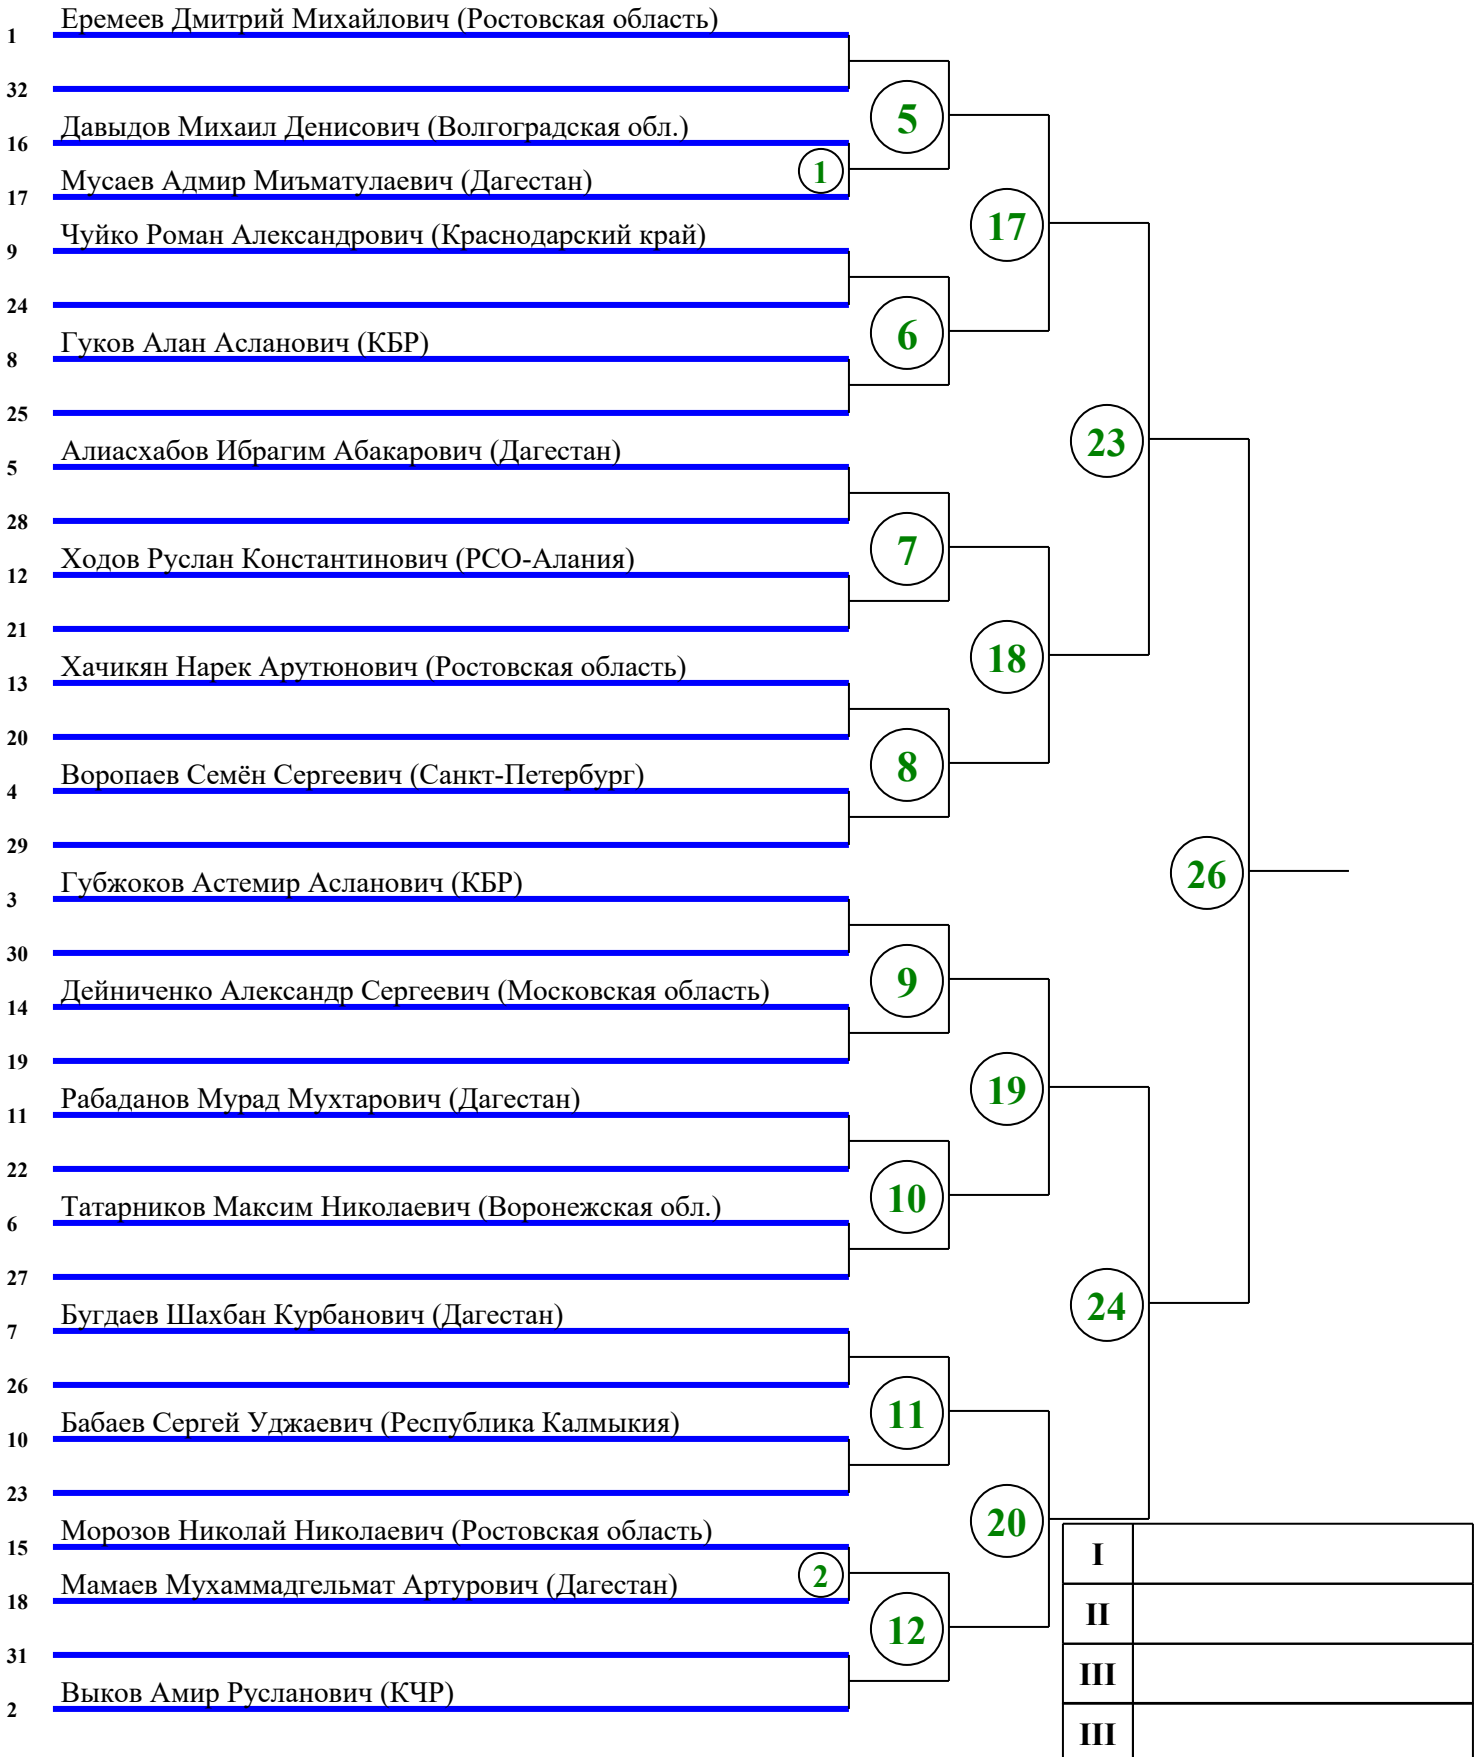 Еремеев Дмитрий Михайлович (Ростовская область)
1
32
5
Давыдов Михаил Денисович (Волгоградская обл.)
16
1
Мусаев Адмир Миъматулаевич (Дагестан)
17
17
Чуйко Роман Александрович (Краснодарский край)
9
24
6
Гуков Алан Асланович (КБР)
8
25
23
Алиасхабов Ибрагим Абакарович (Дагестан)
5
28
7
Ходов Руслан Константинович (РСО-Алания)
12
21
18
Хачикян Нарек Арутюнович (Ростовская область)
13
20
8
Воропаев Семён Сергеевич (Санкт-Петербург)
4
29
26
Губжоков Астемир Асланович (КБР)
3
30
9
Дейниченко Александр Сергеевич (Московская область)
14
19
19
Рабаданов Мурад Мухтарович (Дагестан)
11
22
10
Татарников Максим Николаевич (Воронежская обл.)
6
27
24
Бугдаев Шахбан Курбанович (Дагестан)
7
26
11
Бабаев Сергей Уджаевич (Республика Калмыкия)
10
23
20
Морозов Николай Николаевич (Ростовская область)
15
I
2
Мамаев Мухаммадгельмат Артурович (Дагестан)
18
II
12
31
III
Выков Амир Русланович (КЧР)
2
III